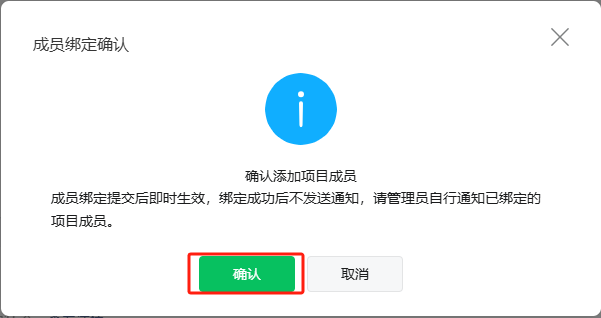 成员绑定确认
确认添加项目成员
成员绑定提交后即时生效，绑定成功后不发送通知，请管理员自行通知已绑定的
项目成员。
确认 取消